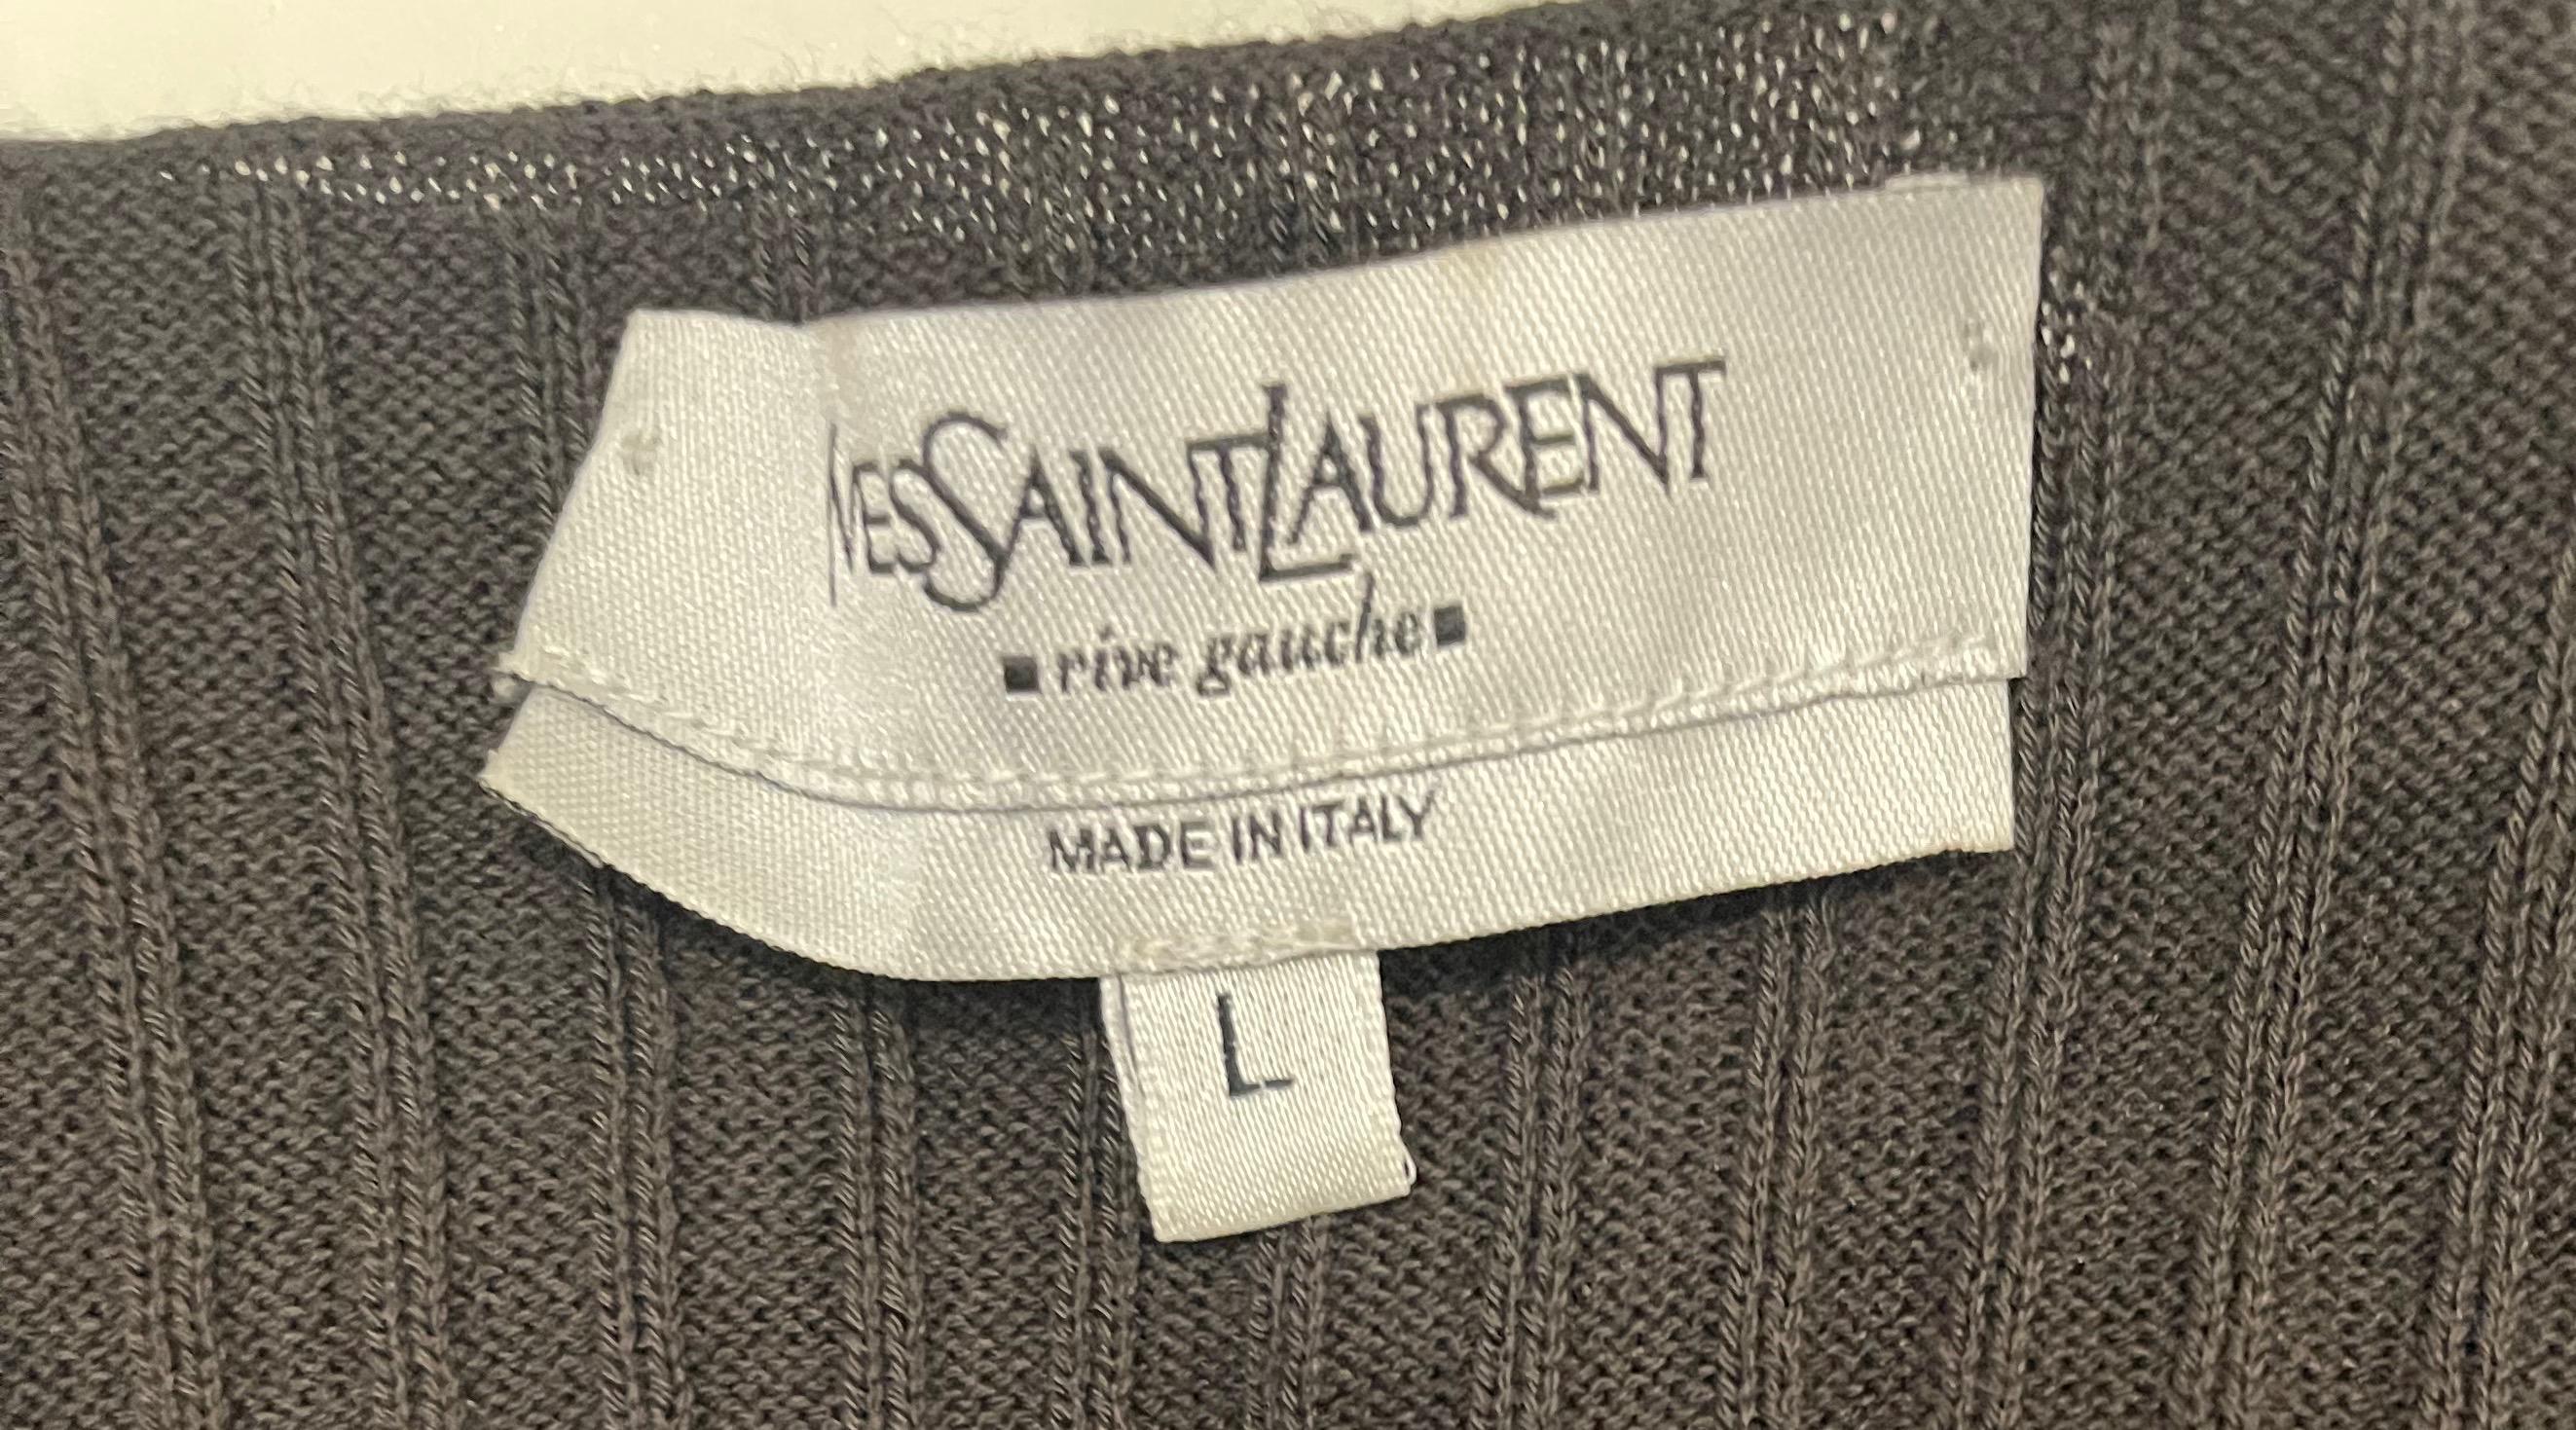 YVESSAINTLAURENT
rive gauche
MADE IN ITALY
L